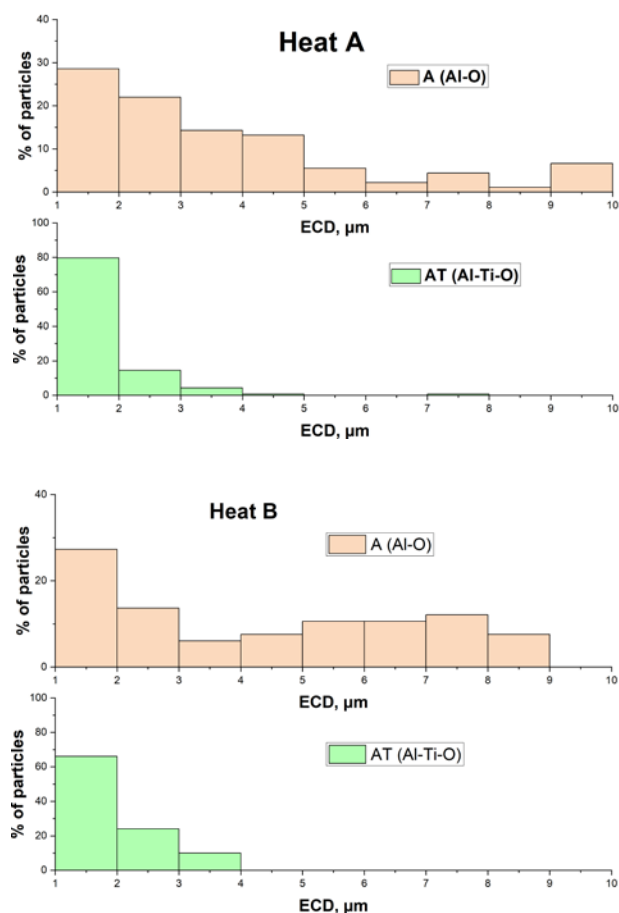 Heat A
A (Al-O)
% of particles
40
30
20
10
0
1 2 3 4 5 6 7 8 9 10
ECD, µm
AT (Al-Ti-O)
% of particles
100
80
60
40
20
0
1 2 3 4 5 6 7 8 9 10
ECD, µm
Heat B
A (Al-O)
% of particles
40
20
0
1 2 3 4 5 6 7 8 9 10
ECD, µm
AT (Al-Ti-O)
% of particles
100
80
60
40
20
0
1 2 3 4 5 6 7 8 9 10
ECD, µm